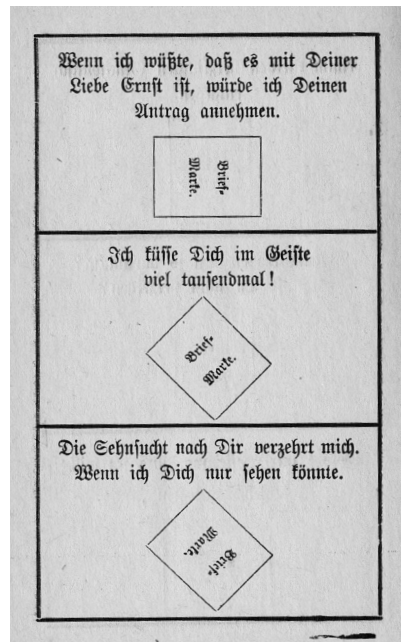 Wenn ich wüßte, daß es mit Deiner
Liebe Ernst ist, würde ich Deinen
Antrag annehmen.
Brief-
Marke.
Ich küsse Dich im Geiste
viel tausendmal!
Brief-
Marke.
Die Sehnsucht nach Dir verzehrt mich.
Wenn ich Dich nur sehen könnte.
Brief-
Marke.